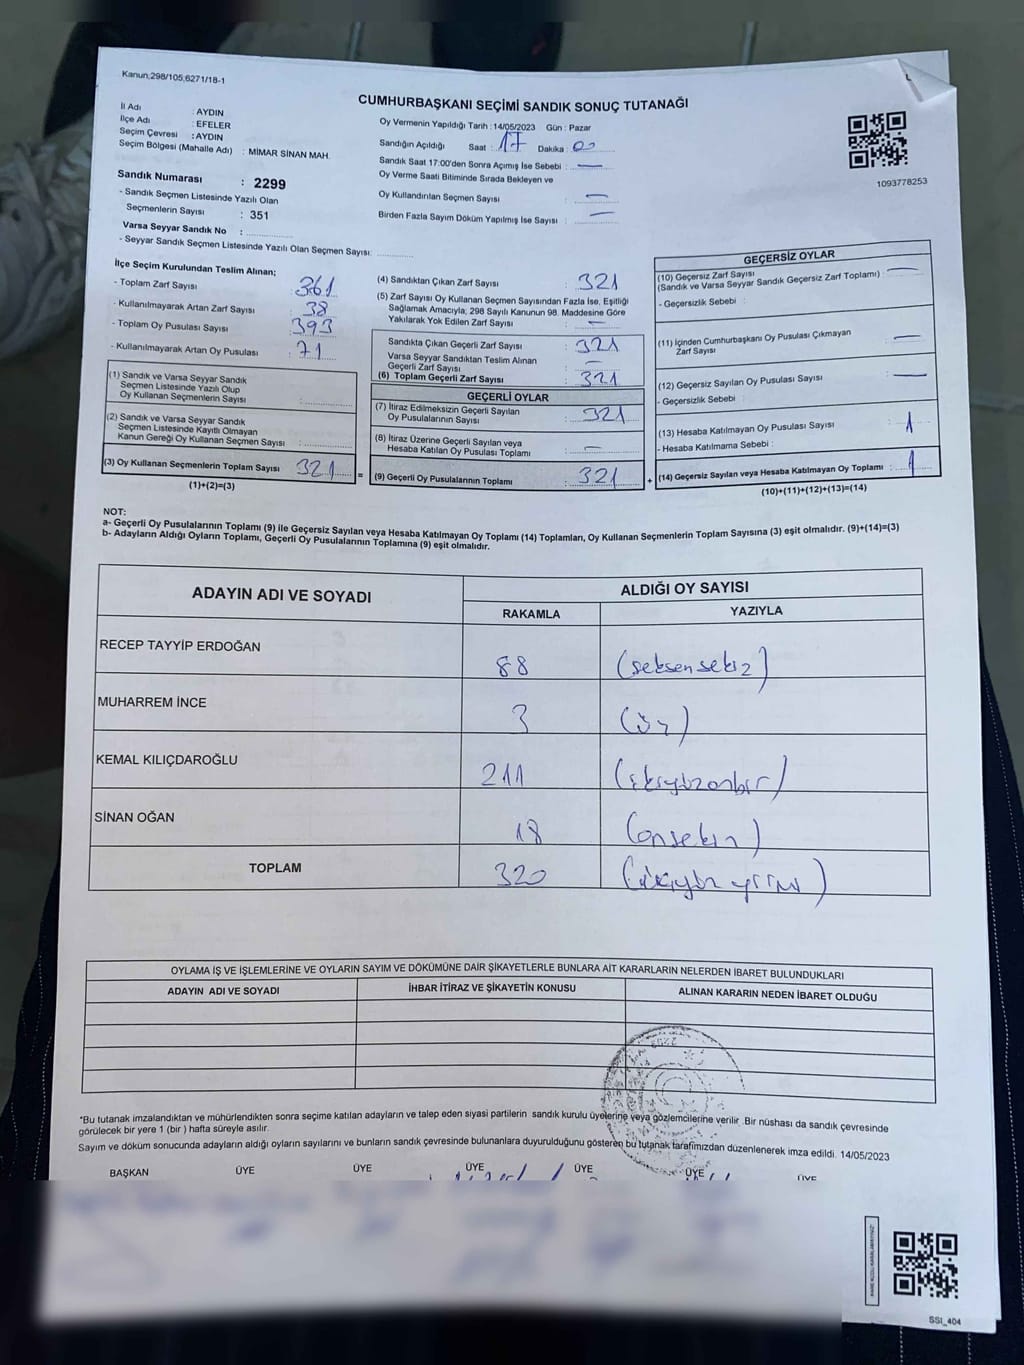 Kanun;298/105;6271/18-1
CUMHURBAŞKANI SEÇİMİ SANDIK SONUÇ TUTANAĞI
İl Adı : AYDIN
İlçe Adı : EFELER
Seçim Çevresi : AYDIN
Seçim Bölgesi (Mahalle Adı) : MİMAR SİNAN MAH.
Sandık Numarası : 2299
- Sandık Seçmen Listesinde Yazılı Olan
Seçmenlerin Sayısı : 351
Varsa Seyyar Sandık No :
- Seyyar Sandık Seçmen Listesinde Yazılı Olan Seçmen Sayısı:
Oy Vermenin Yapıldığı Tarih : 14/05/2023 Gün : Pazar
Sandığın Açıldığı Saat : 17 Dakika : 00
Sandık Saat 17:00'den Sonra Açımış İse Sebebi : —
Oy Verme Saati Bitiminde Sırada Bekleyen ve
Oy Kullandırılan Seçmen Sayısı : —
Birden Fazla Sayım Döküm Yapılmış İse Sayısı : —
1093778253
İlçe Seçim Kurulundan Teslim Alınan;
- Toplam Zarf Sayısı : 361
- Kullanılmayarak Artan Zarf Sayısı : 38
- Toplam Oy Pusulası Sayısı : 393
- Kullanılmayarak Artan Oy Pusulası : 71
(1) Sandık ve Varsa Seyyar Sandık
Seçmen Listesinde Yazılı Olup
Oy Kullanan Seçmenlerin Sayısı :
(2) Sandık ve Varsa Seyyar Sandık
Seçmen Listesinde Kayıtlı Olmayan
Kanun Gereği Oy Kullanan Seçmen Sayısı :
(3) Oy Kullanan Seçmenlerin Toplam Sayısı : 321 =
(1)+(2)=(3)
(4) Sandıktan Çıkan Zarf Sayısı : 321
(5) Zarf Sayısı Oy Kullanan Seçmen Sayısından Fazla İse, Eşitliği
Sağlamak Amacıyla, 298 Sayılı Kanunun 98. Maddesine Göre
Yakılarak Yok Edilen Zarf Sayısı : —
Sandıkta Çıkan Geçerli Zarf Sayısı : 321
Varsa Seyyar Sandıktan Teslim Alınan
Geçerli Zarf Sayısı : —
(6) Toplam Geçerli Zarf Sayısı : 321
GEÇERLİ OYLAR
(7) İtiraz Edilmeksizin Geçerli Sayılan
Oy Pusulalarının Sayısı : 321
(8) İtiraz Üzerine Geçerli Sayılan veya
Hesaba Katılan Oy Pusulası Toplamı : —
(9) Geçerli Oy Pusulalarının Toplamı : 321 +
GEÇERSİZ OYLAR
(10) Geçersiz Zarf Sayısı
(Sandık ve Varsa Seyyar Sandık Geçersiz Zarf Toplamı) : —
- Geçersizlik Sebebi :
(11) İçinden Cumhurbaşkanı Oy Pusulası Çıkmayan
Zarf Sayısı : —
(12) Geçersiz Sayılan Oy Pusulası Sayısı : —
- Geçersizlik Sebebi :
(13) Hesaba Katılmayan Oy Pusulası Sayısı : 1
- Hesaba Katılmama Sebebi :
(14) Geçersiz Sayılan veya Hesaba Katılmayan Oy Toplamı : 1
(10)+(11)+(12)+(13)=(14)
NOT:
a- Geçerli Oy Pusulalarının Toplamı (9) ile Geçersiz Sayılan veya Hesaba Katılmayan Oy Toplamı (14) Toplamları, Oy Kullanan Seçmenlerin Toplam Sayısına (3) eşit olmalıdır. (9)+(14)=(3)
b- Adayların Aldığı Oyların Toplamı, Geçerli Oy Pusulalarının Toplamına (9) eşit olmalıdır.
ADAYIN ADI VE SOYADI
ALDIĞI OY SAYISI
RAKAMLA YAZIYLA
RECEP TAYYİP ERDOĞAN 88 (seksensekiz)
MUHARREM İNCE 3 (üç)
KEMAL KILIÇDAROĞLU 211 (ikiyüzonbir)
SİNAN OĞAN 18 (onsekiz)
TOPLAM 320
OYLAMA İŞ VE İŞLEMLERİNE VE OYLARIN SAYIM VE DÖKÜMÜNE DAİR ŞİKAYETLERLE BUNLARA AİT KARARLARIN NELERDEN İBARET BULUNDUKLARI
ADAYIN ADI VE SOYADI İHBAR İTİRAZ VE ŞİKAYETİN KONUSU ALINAN KARARIN NEDEN İBARET OLDUĞU
*Bu tutanak imzalandıktan ve mühürlendikten sonra seçime katılan adayların ve talep eden siyasi partilerin sandık kurulu üyelerine veya gözlemcilerine verilir .Bir nüshası da sandık çevresinde
görülecek bir yere 1 (bir ) hafta süreyle asılır.
Sayım ve döküm sonucunda adayların aldığı oyların sayılarını ve bunların sandık çevresinde bulunanlara duyurulduğunu gösteren bu tutanak tarafımızdan düzenlenerek imza edildi. 14/05/2023
BAŞKAN ÜYE ÜYE ÜYE ÜYE ÜYE ÜYE
SSI_404